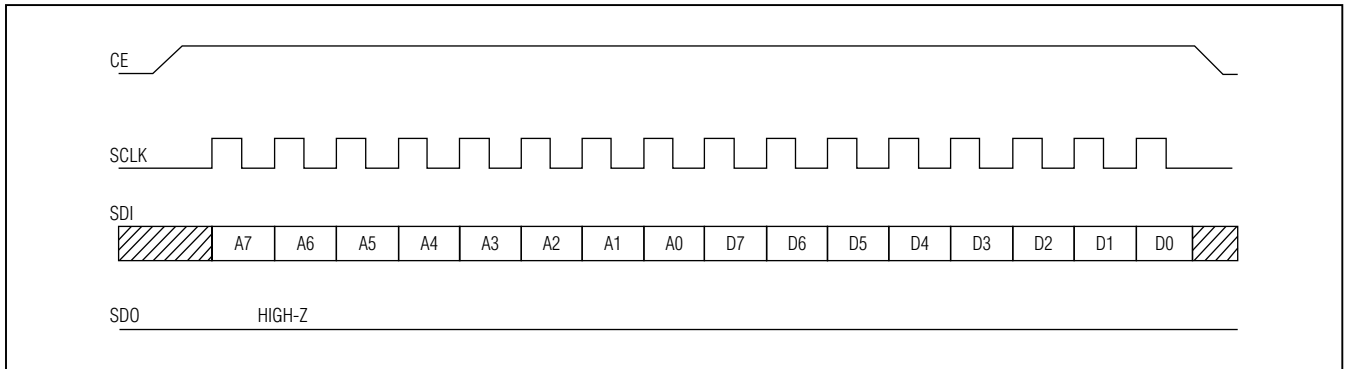 CE
SCLK
SDI
A7 A6 A5 A4 A3 A2 A1 A0 D7 D6 D5 D4 D3 D2 D1 D0
SDO HIGH-Z